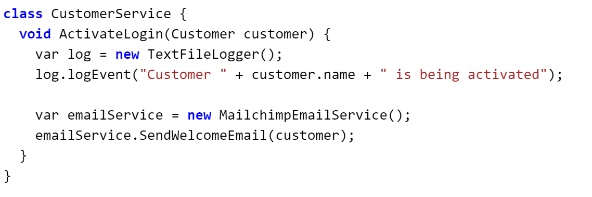 class CustomerService {
  void ActivateLogin(Customer customer) {
    var log = new TextFileLogger();
    log.logEvent("Customer " + customer.name + " is being activated");

    var emailService = new MailchimpEmailService();
    emailService.SendWelcomeEmail(customer);
  }
}